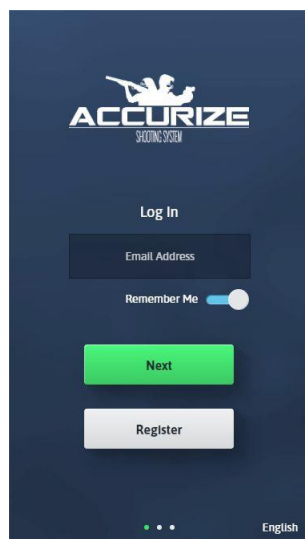 ACCURIZE
SHOOTING SYSTEM
Log In
Email Address
Remember Me
Next
Register
English